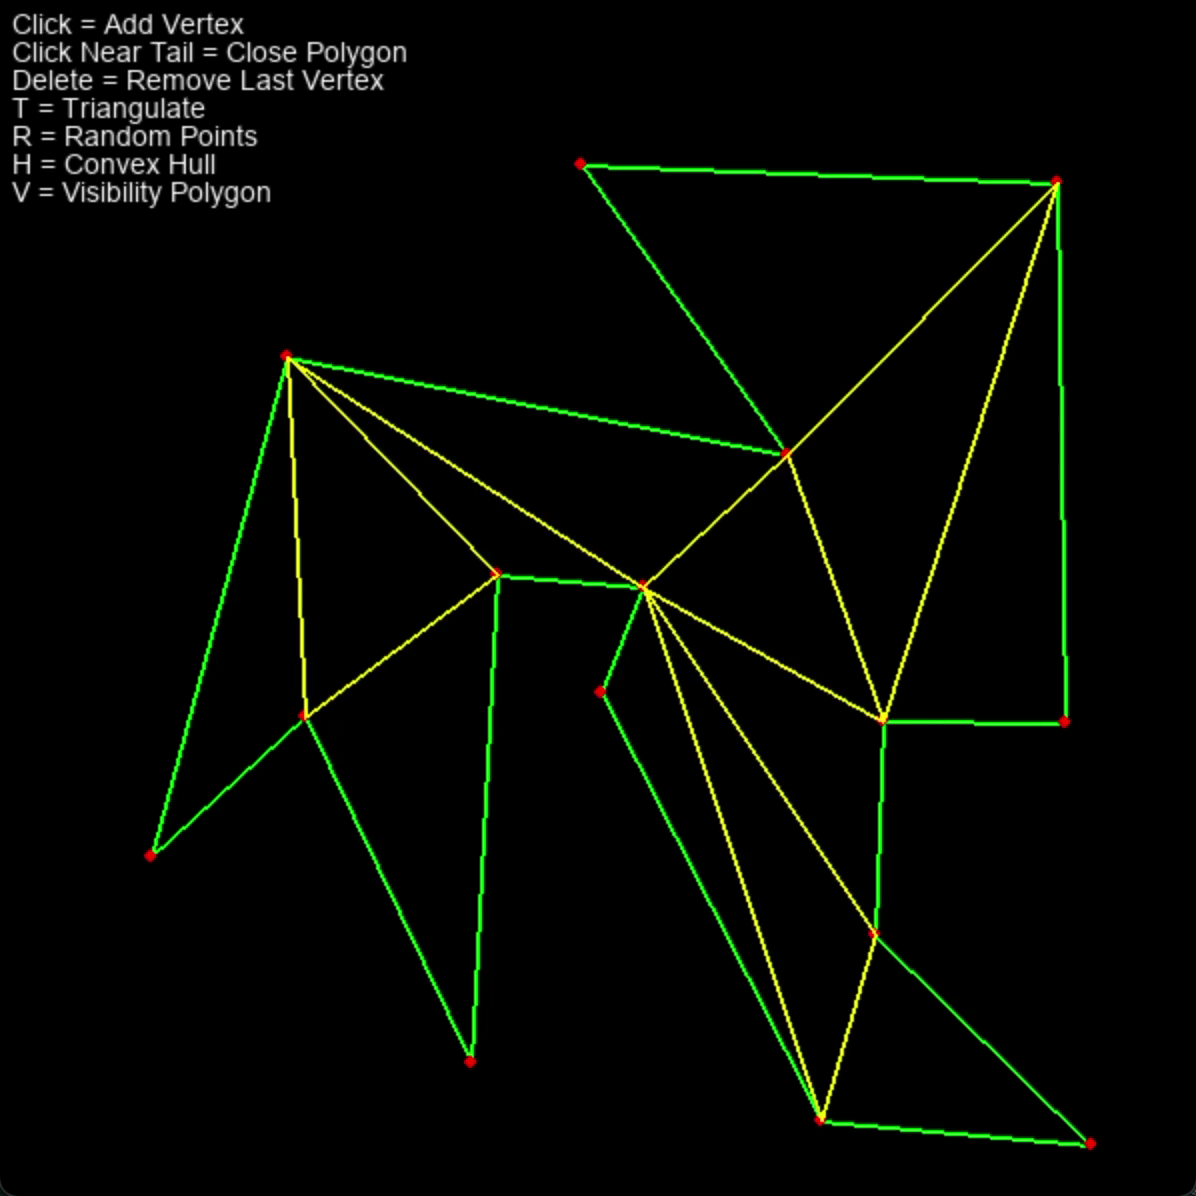 Click = Add Vertex
Click Near Tail = Close Polygon
Delete = Remove Last Vertex
T = Triangulate
R = Random Points
H = Convex Hull
V = Visibility Polygon